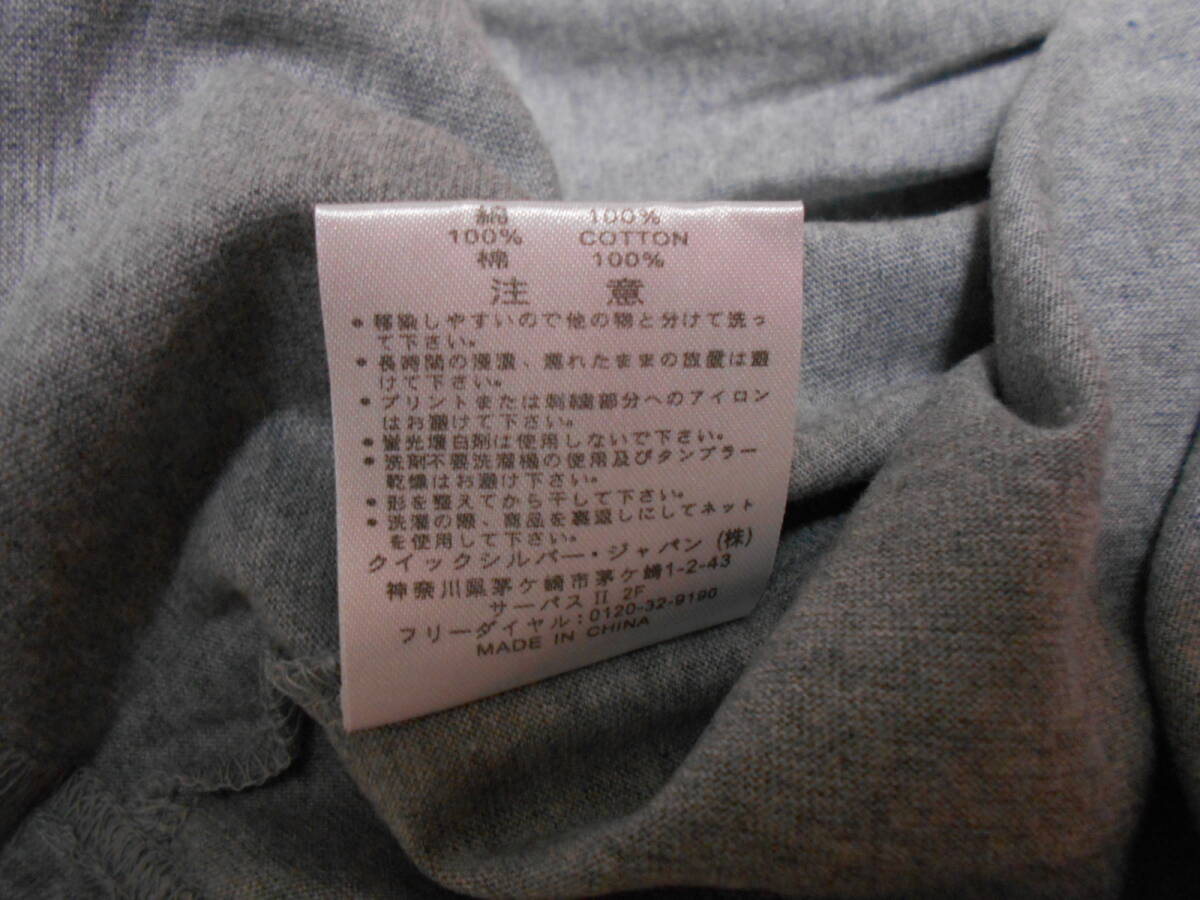 綿 100%
100% COTTON
棉 100%
注 意
• 移染しやすいので他の物と分けて洗っ
て下さい。
• 長時間の浸漬、濡れたままの放置は避
けて下さい。
• プリントまたは刺繍部分へのアイロン
はお避けて下さい。
• 蛍光増白剤は使用しないで下さい。
• 洗剤不要洗濯機の使用及びタンブラー
乾燥はお避け下さい。
• 形を整えてから干して下さい。
• 洗濯の際、商品を裏返しにしてネット
を使用して下さい。
クイックシルバー・ジャパン (株)
神奈川県茅ケ崎市茅ケ崎1-2-43
サーパスⅡ 2F
フリーダイヤル:0120-32-9190
MADE IN CHINA